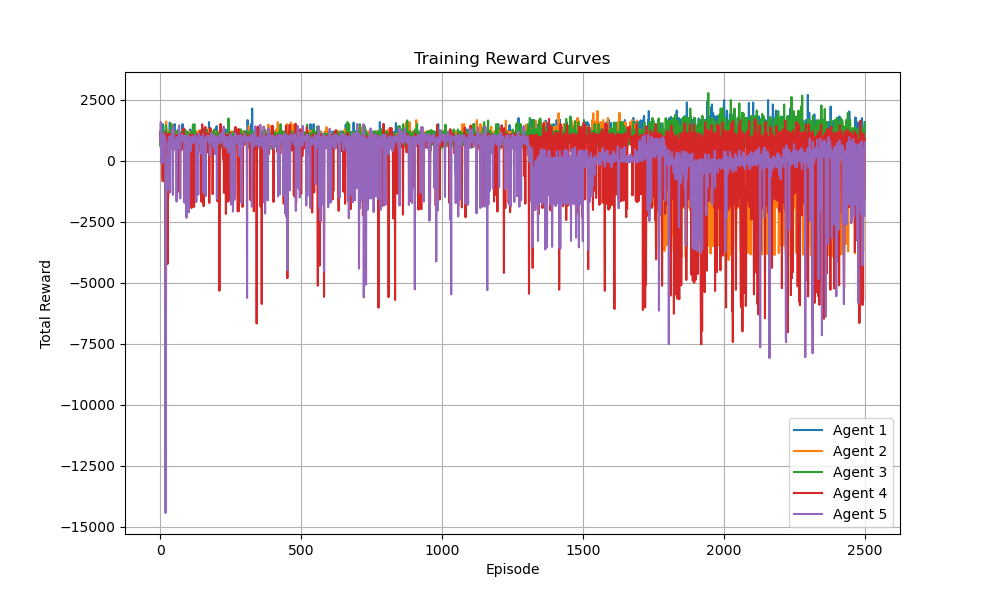 Training Reward Curves
2500
0
−2500
−5000
−7500
−10000
−12500
−15000
Total Reward
0
500
1000
1500
2000
2500
Episode
Agent 1
Agent 2
Agent 3
Agent 4
Agent 5